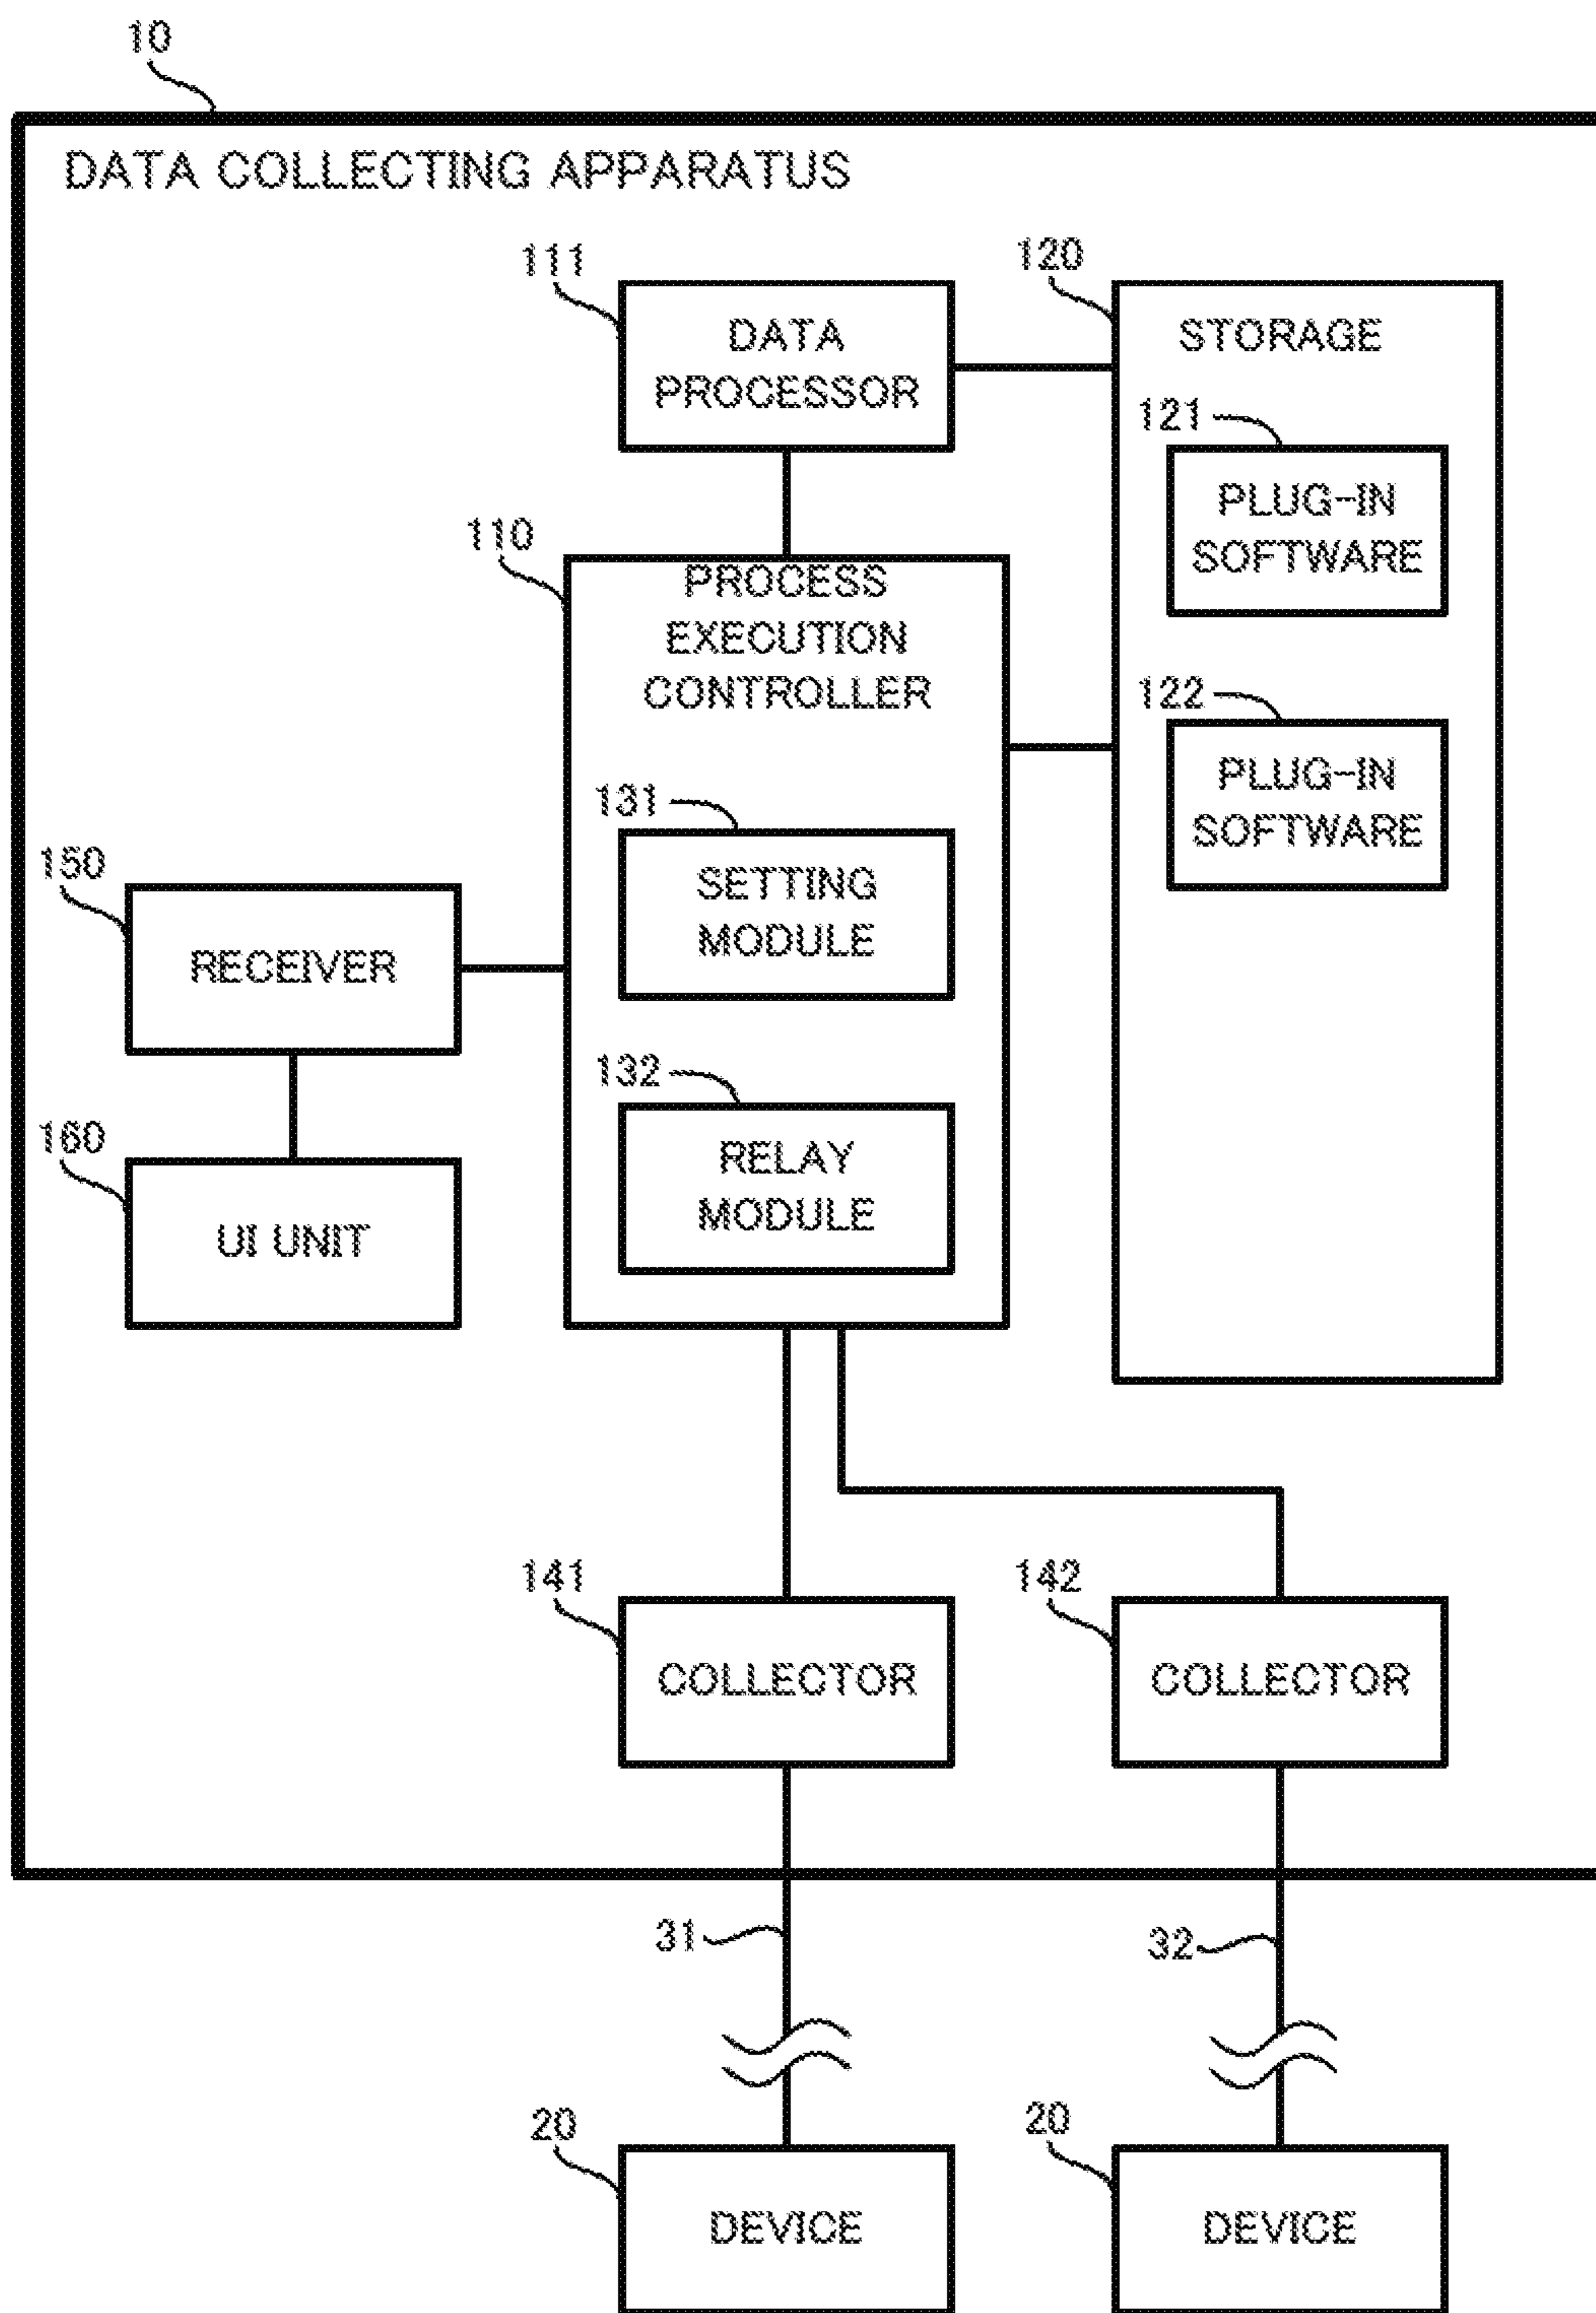 10
DATA COLLECTING APPARATUS
111
DATA
PROCESSOR
120
STORAGE
121
PLUG-IN
SOFTWARE
110
PROCESS
EXECUTION
CONTROLLER
122
PLUG-IN
SOFTWARE
131
SETTING
MODULE
150
RECEIVER
132
RELAY
MODULE
160
UI UNIT
141
COLLECTOR
142
COLLECTOR
31
32
20
DEVICE
20
DEVICE